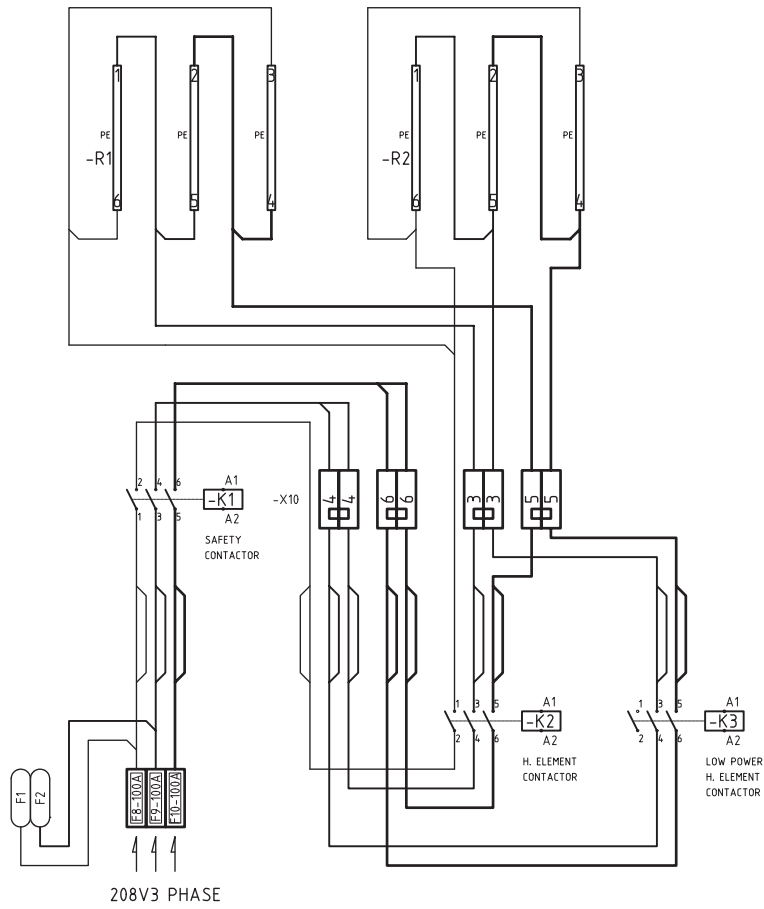 1 2 3 1 2 3
PE PE PE PE PE PE
-R1 -R2
6 5 4 6 5 4
2 4 6 A1
-K1 -X10 4 4 6 6 3 3 5 5
1 3 5 A2
SAFETY
CONTACTOR
1 3 5 A1 1 3 5 A1
-K2 -K3
2 4 6 A2 2 4 6 A2
H. ELEMENT
CONTACTOR
LOW POWER
H. ELEMENT
CONTACTOR
F1 F2 F8-100A F9-100A F10-100A
208V3 PHASE